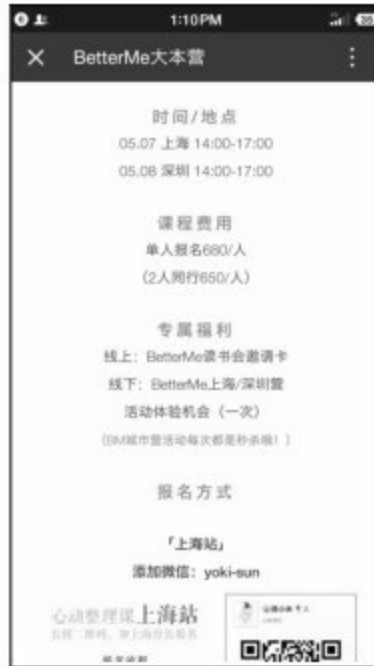 1:10PM
BetterMe大本营
时间/地点
05.07 上海 14:00-17:00
05.08 深圳 14:00-17:00
课程费用
单人报名680/人
(2人同行650/人)
专属福利
线上：BetterMe读书会邀请卡
线下：BetterMe上海/深圳营
活动体验机会（一次）
(BM城市营活动每次都是秒杀哦！)
报名方式
「上海站」
添加微信：yoki-sun
心动整理课上海站
报名流程